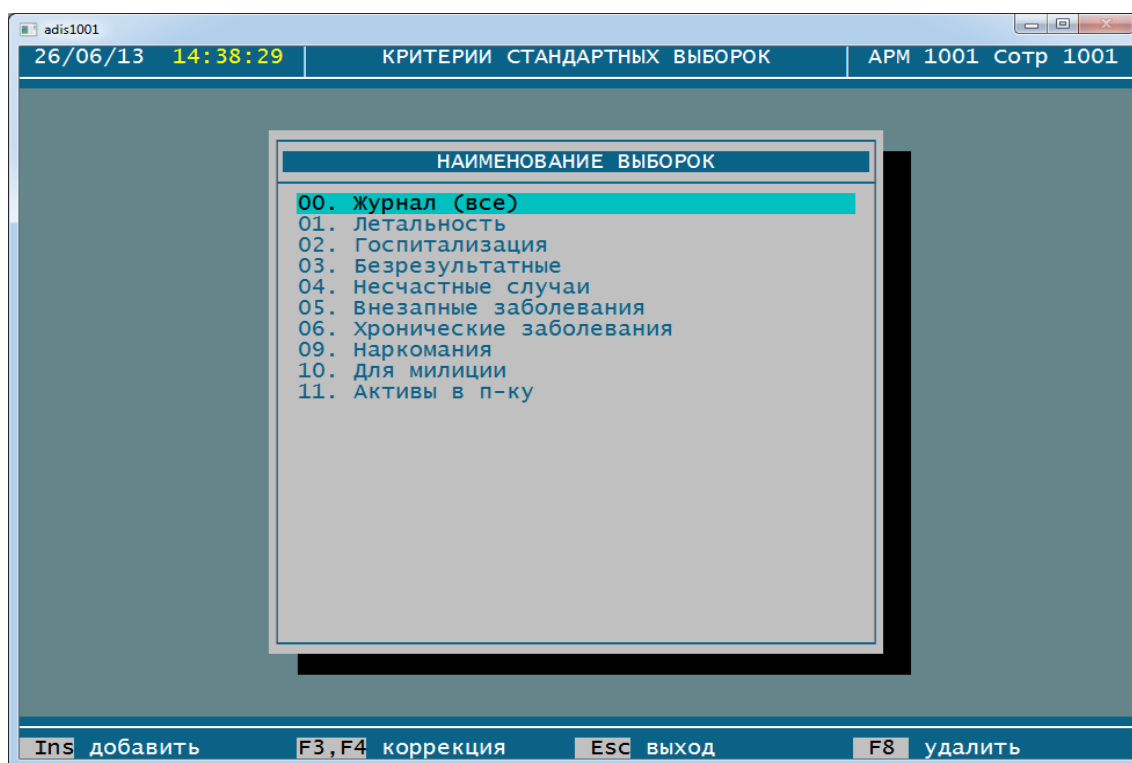 adis1001
26/06/13 14:38:29 КРИТЕРИИ СТАНДАРТНЫХ ВЫБОРОК АРМ 1001 Сотр 1001
НАИМЕНОВАНИЕ ВЫБОРОК
00. Журнал (все)
01. Летальность
02. Госпитализация
03. Безрезультатные
04. Несчастные случаи
05. Внезапные заболевания
06. Хронические заболевания
09. Наркомания
10. Для милиции
11. Активы в п-ку
Ins добавить F3,F4 коррекция Esc выход F8 удалить